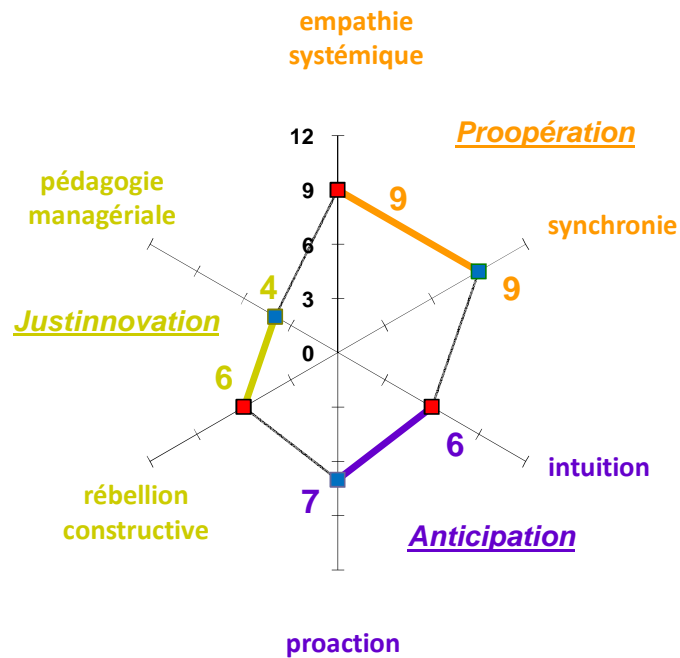 empathie
systémique
12
Proopération
pédagogie
managériale
9
9
synchronie
6
9
4
3
Justinnovation
0
6
6
intuition
rébellion
constructive
7
Anticipation
proaction